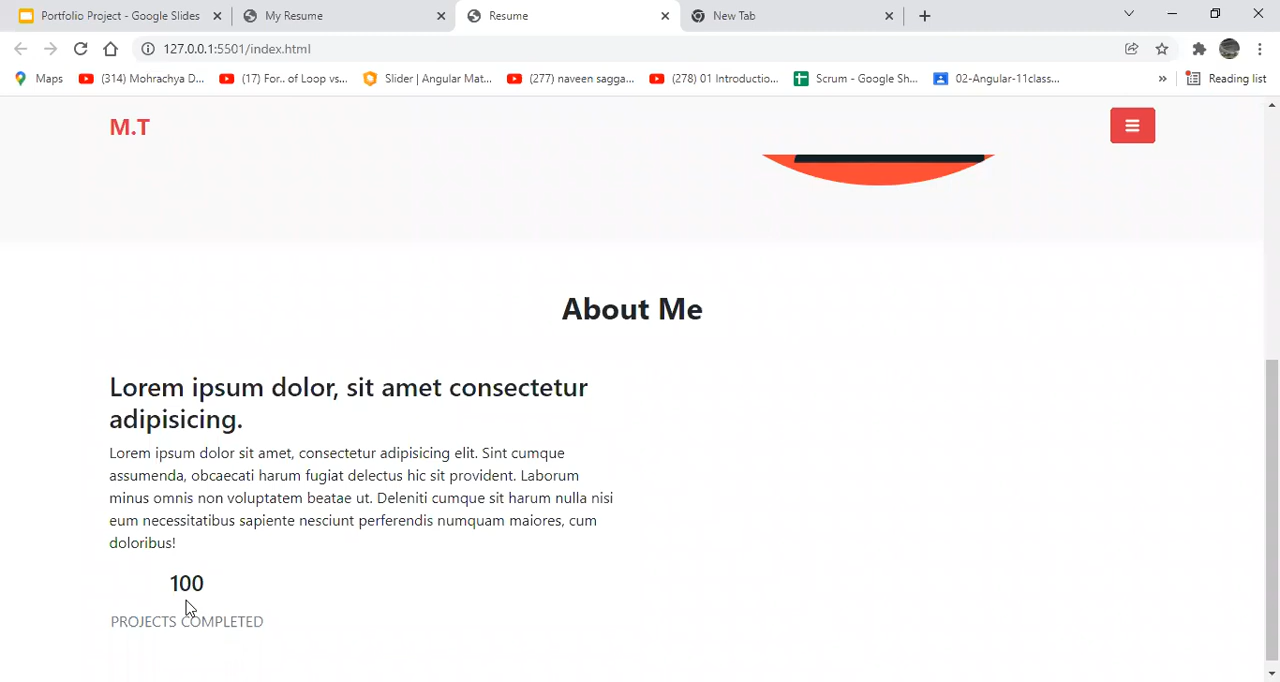 Portfolio Project - Google Slides
My Resume
Resume
New Tab
127.0.0.1:5501/index.html
Maps
(314) Mohrachya D...
(17) For.. of Loop vs...
Slider | Angular Mat...
(277) naveen sagga...
(278) 01 Introductio...
Scrum - Google Sh...
02-Angular-11class...
»
Reading list
M.T
About Me
Lorem ipsum dolor, sit amet consectetur
adipisicing.
Lorem ipsum dolor sit amet, consectetur adipisicing elit. Sint cumque
assumenda, obcaecati harum fugiat delectus hic sit provident. Laborum
minus omnis non voluptatem beatae ut. Deleniti cumque sit harum nulla nisi
eum necessitatibus sapiente nesciunt perferendis numquam maiores, cum
doloribus!
100
PROJECTS COMPLETED